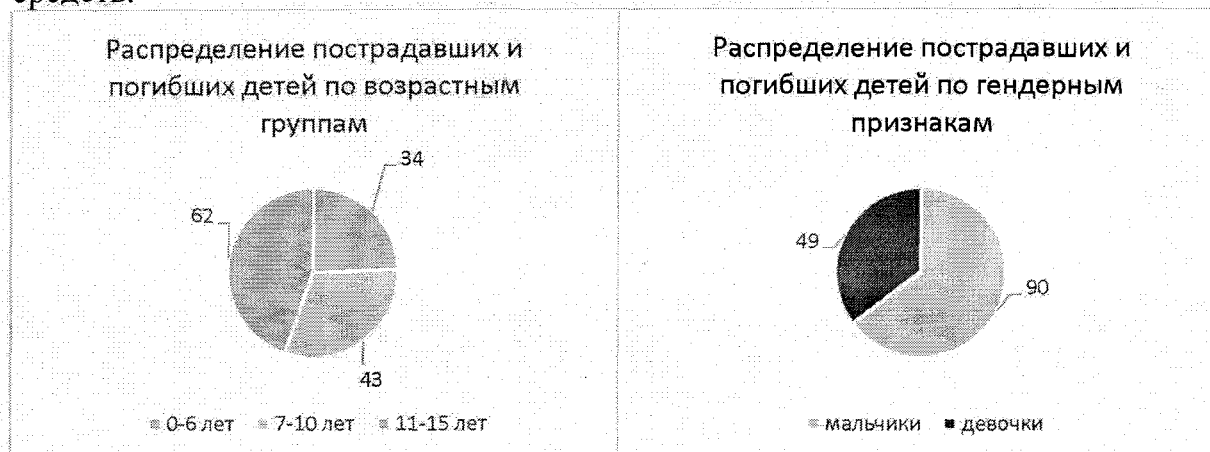 средств.
Распределение пострадавших и
погибших детей по возрастным
группам
34
62
43
0-6 лет 7-10 лет 11-15 лет
Распределение пострадавших и
погибших детей по гендерным
признакам
49
90
мальчики девочки